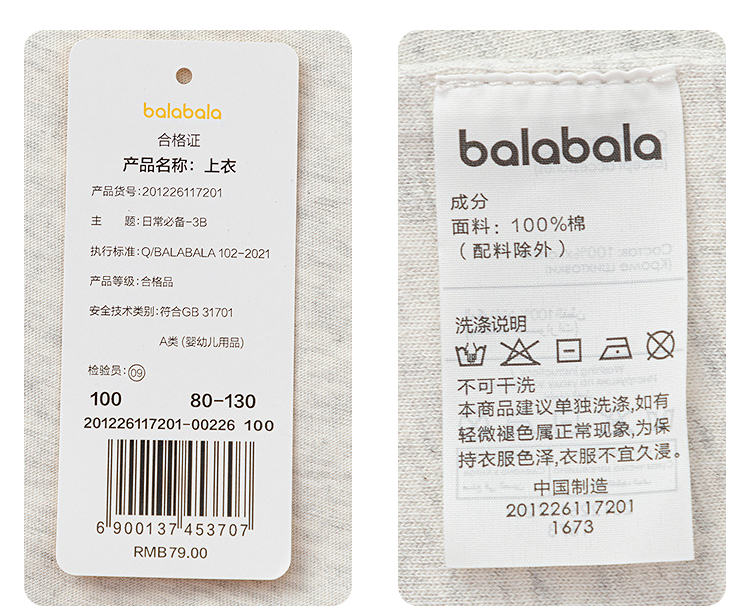 balabala
合格证
产品名称：上衣
产品货号：201226117201
主 题：日常必备-3B
执行标准：Q/BALABALA 102-2021
产品等级：合格品
安全技术类别：符合GB 31701
A类 (婴幼儿用品)
检验员：09
100 80-130
201226117201-00226 100
6 900137 453707
RMB79.00
balabala
成分
面料：100%棉
（配料除外）
洗涤说明
不可干洗
本商品建议单独洗涤,如有
轻微褪色属正常现象,为保
持衣服色泽,衣服不宜久浸。
中国制造
201226117201
1673